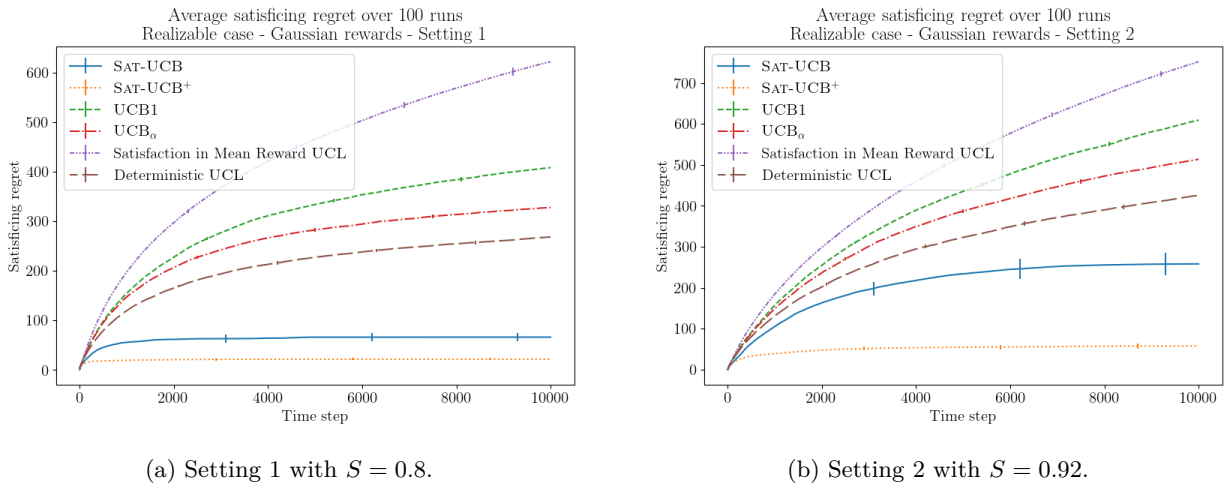 Average satisficing regret over 100 runs
Realizable case - Gaussian rewards - Setting 1
Satisficing regret
600
500
400
300
200
100
0
SAT-UCB
SAT-UCB⁺
UCB1
UCBα
Satisfaction in Mean Reward UCL
Deterministic UCL
0 2000 4000 6000 8000 10000
Time step
(a) Setting 1 with S = 0.8.
Average satisficing regret over 100 runs
Realizable case - Gaussian rewards - Setting 2
Satisficing regret
700
600
500
400
300
200
100
0
SAT-UCB
SAT-UCB⁺
UCB1
UCBα
Satisfaction in Mean Reward UCL
Deterministic UCL
0 2000 4000 6000 8000 10000
Time step
(b) Setting 2 with S = 0.92.